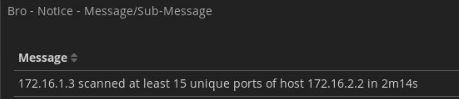 Bro - Notice - Message/Sub-Message
Message
172.16.1.3 scanned at least 15 unique ports of host 172.16.2.2 in 2m14s